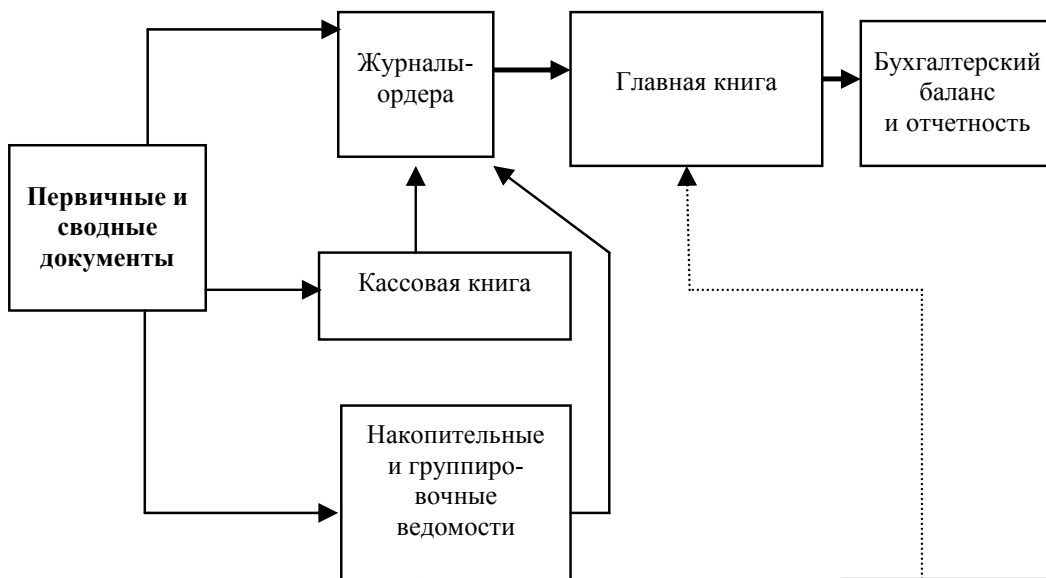 Журналы-
ордера
Главная книга
Бухгалтерский
баланс
и отчетность
Первичные и
сводные
документы
Кассовая книга
Накопительные
и группиро-
вочные
ведомости